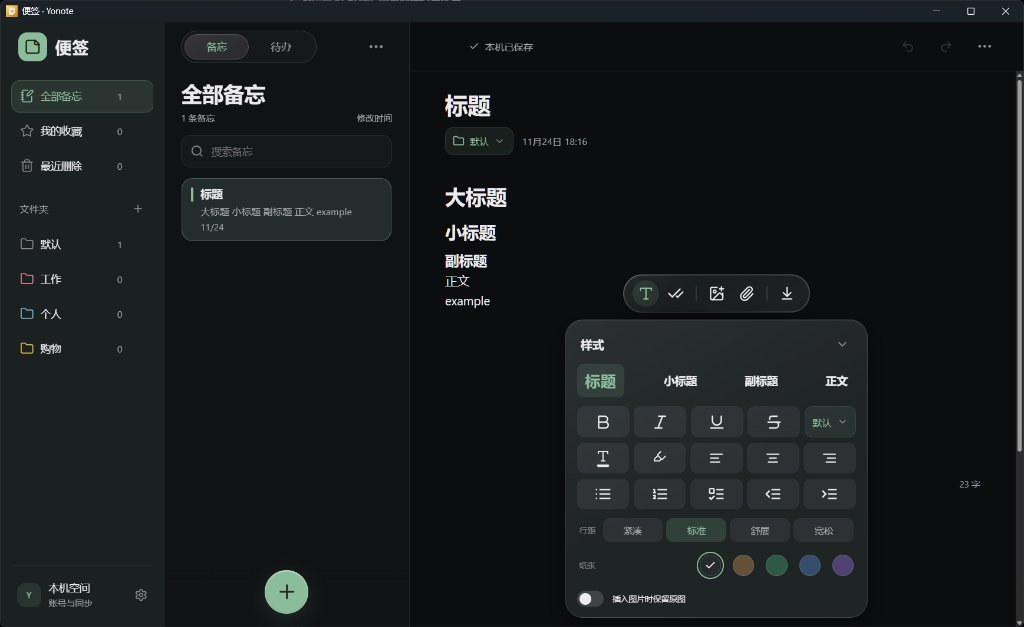 便签 · Yonote
便签
全部备忘 1
我的收藏 0
最近删除 0
文件夹 +
默认 1
工作 0
个人 0
购物 0
Y
本机空间
账号与同步
备忘 待办
全部备忘
1 条备忘 修改时间
搜索备忘
标题
大标题 小标题 副标题 正文 example
11/24
本机已保存
标题
默认 11月24日 18:16
大标题
小标题
副标题
正文
example
样式
标题 小标题 副标题 正文
B I U S 默认
T
23 字
行距 紧凑 标准 舒展 宽松
纸张
插入图片时保留原图